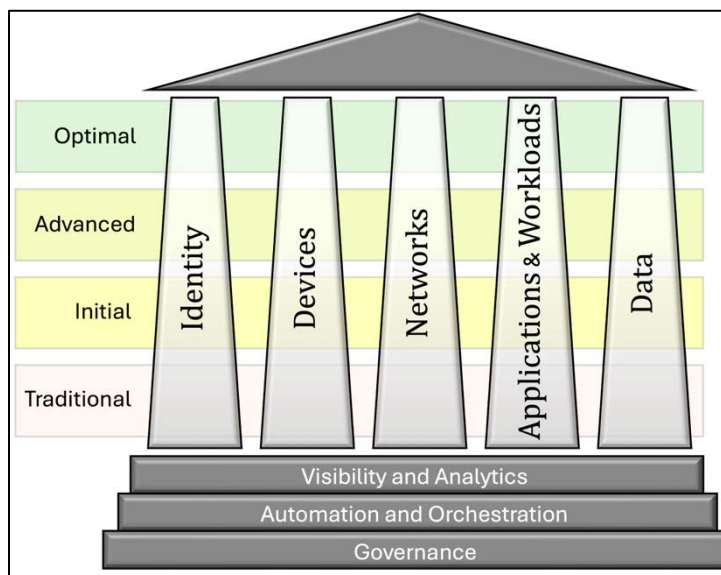 Optimal
Advanced
Initial
Traditional
Identity
Devices
Networks
Applications & Workloads
Data
Visibility and Analytics
Automation and Orchestration
Governance